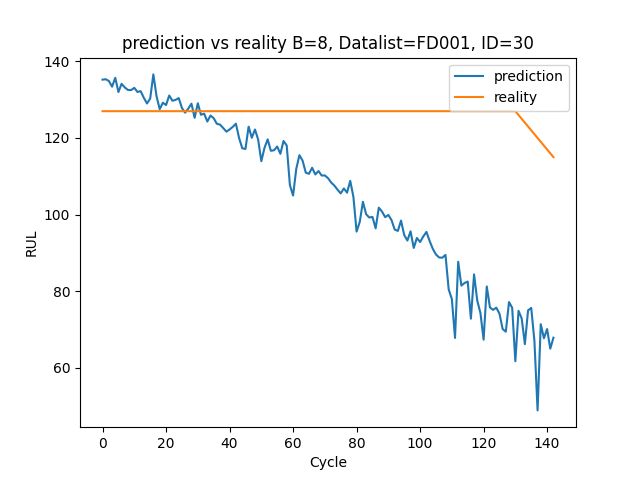 prediction vs reality B=8, Datalist=FD001, ID=30
prediction
reality
RUL
140
120
100
80
60
0 20 40 60 80 100 120 140
Cycle